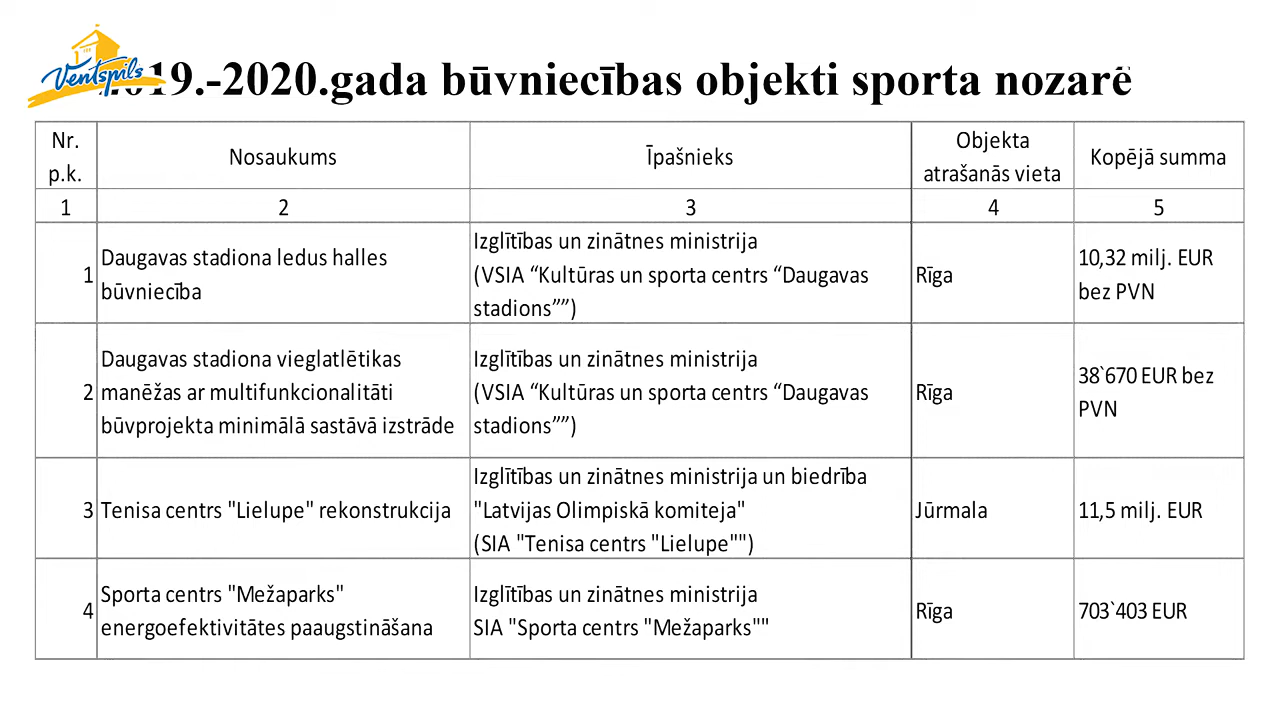 Ventspils
2019.-2020.gada būvniecības objekti sporta nozarē
Nr.
p.k.
Nosaukums
Īpašnieks
Objekta
atrašanās vieta
Kopējā summa
1
2
3
4
5
1
Daugavas stadiona ledus halles
būvniecība
Izglītības un zinātnes ministrija
(VSIA “Kultūras un sporta centrs “Daugavas
stadions””)
Rīga
10,32 milj. EUR
bez PVN
2
Daugavas stadiona vieglatlētikas
manēžas ar multifunkcionalitāti
būvprojekta minimālā sastāvā izstrāde
Izglītības un zinātnes ministrija
(VSIA “Kultūras un sporta centrs “Daugavas
stadions””)
Rīga
38`670 EUR bez
PVN
3
Tenisa centrs "Lielupe" rekonstrukcija
Izglītības un zinātnes ministrija un biedrība
"Latvijas Olimpiskā komiteja"
(SIA "Tenisa centrs "Lielupe"")
Jūrmala
11,5 milj. EUR
4
Sporta centrs "Mežaparks"
energoefektivitātes paaugstināšana
Izglītības un zinātnes ministrija
SIA "Sporta centrs "Mežaparks""
Rīga
703`403 EUR